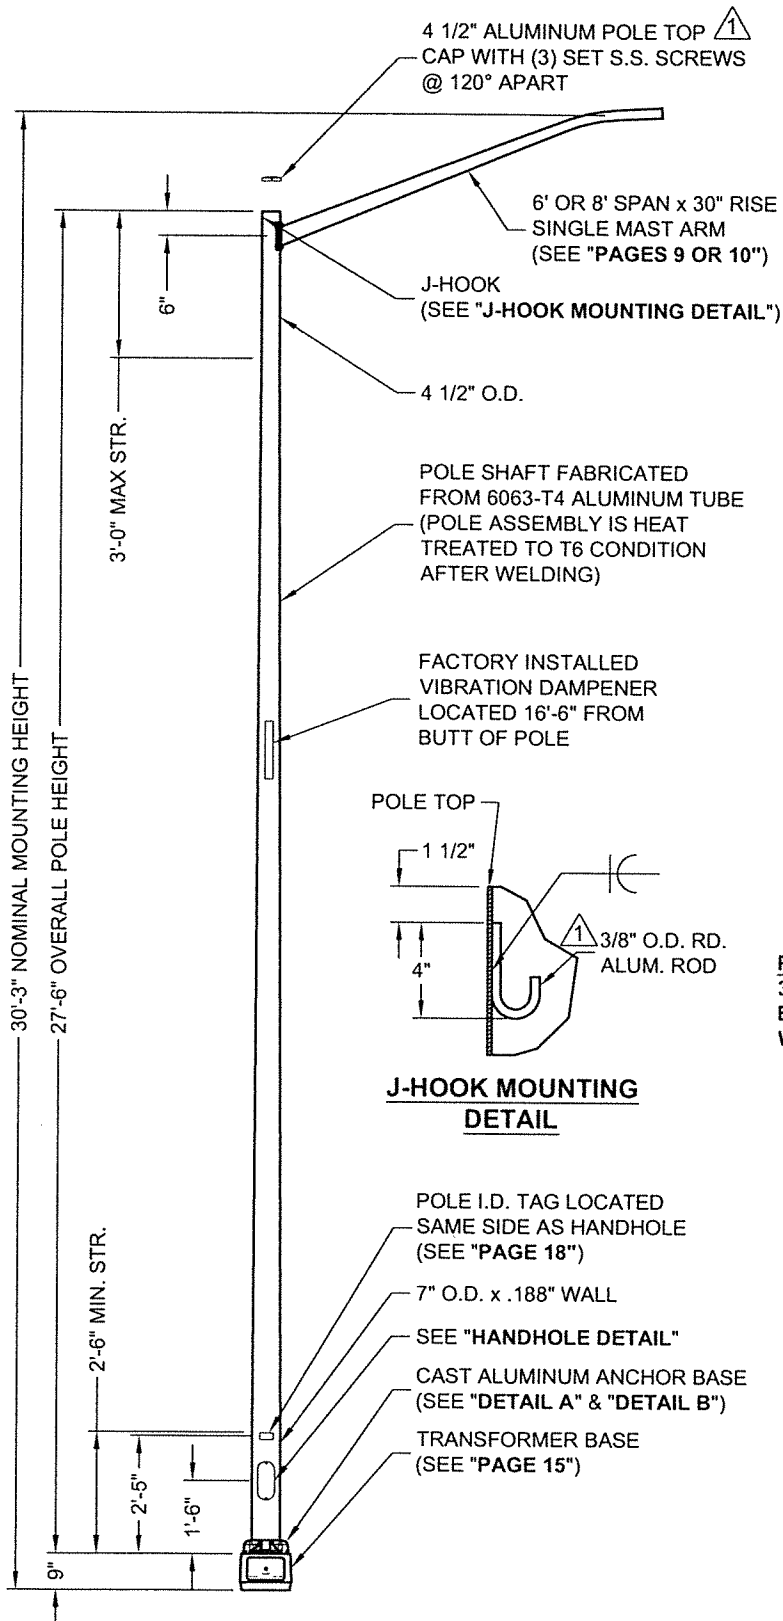 4 1/2" ALUMINUM POLE TOP 1
CAP WITH (3) SET S.S. SCREWS
@ 120° APART
6' OR 8' SPAN x 30" RISE
SINGLE MAST ARM
(SEE "PAGES 9 OR 10")
6"
J-HOOK
(SEE "J-HOOK MOUNTING DETAIL")
4 1/2" O.D.
3'-0" MAX STR.
POLE SHAFT FABRICATED
FROM 6063-T4 ALUMINUM TUBE
(POLE ASSEMBLY IS HEAT
TREATED TO T6 CONDITION
AFTER WELDING)
FACTORY INSTALLED
VIBRATION DAMPENER
LOCATED 16'-6" FROM
BUTT OF POLE
30'-3" NOMINAL MOUNTING HEIGHT
27'-6" OVERALL POLE HEIGHT
POLE TOP
1 1/2"
4"
1 3/8" O.D. RD.
ALUM. ROD
J-HOOK MOUNTING
DETAIL
POLE I.D. TAG LOCATED
SAME SIDE AS HANDHOLE
(SEE "PAGE 18")
7" O.D. x .188" WALL
SEE "HANDHOLE DETAIL"
CAST ALUMINUM ANCHOR BASE
(SEE "DETAIL A" & "DETAIL B")
TRANSFORMER BASE
(SEE "PAGE 15")
2'-6" MIN. STR.
2'-5"
1'-6"
9"